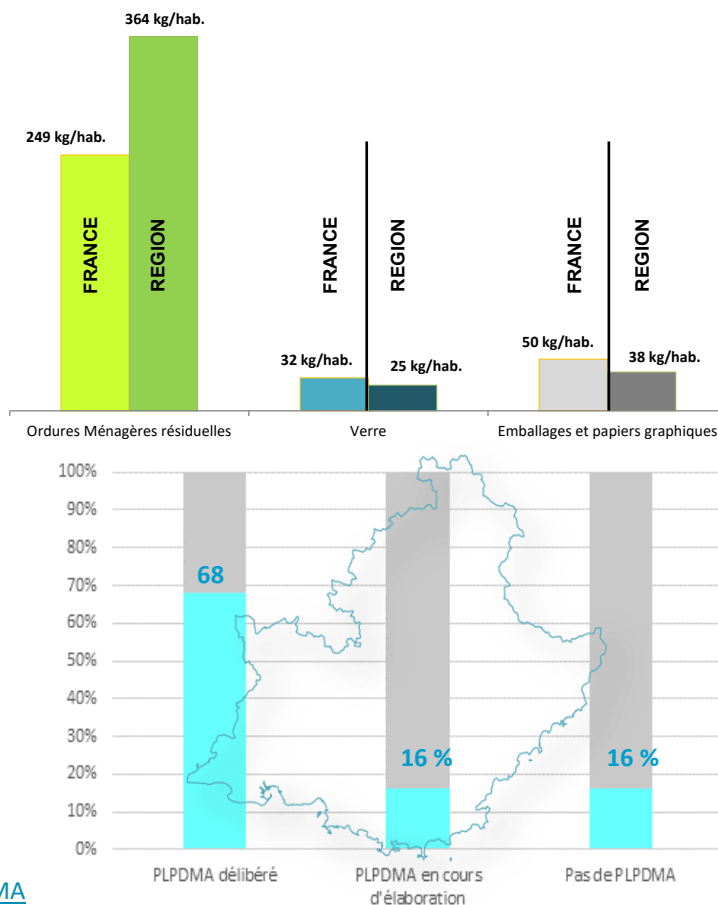 364 kg/hab.
249 kg/hab.
FRANCE
REGION
FRANCE
REGION
FRANCE
REGION
32 kg/hab.
25 kg/hab.
50 kg/hab.
38 kg/hab.
Ordures Ménagères résiduelles
Verre
Emballages et papiers graphiques
100%
90%
80%
70%
60%
50%
40%
30%
20%
10%
0%
68
16 %
16 %
PLPDMA délibéré
PLPDMA en cours
d'élaboration
Pas de PLPDMA
MA